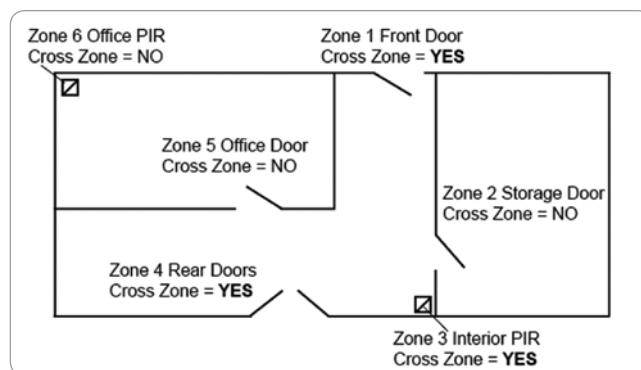 Zone 6 Office PIR
Cross Zone = NO
Zone 1 Front Door
Cross Zone = YES
Zone 5 Office Door
Cross Zone = NO
Zone 2 Storage Door
Cross Zone = NO
Zone 4 Rear Doors
Cross Zone = YES
Zone 3 Interior PIR
Cross Zone = YES